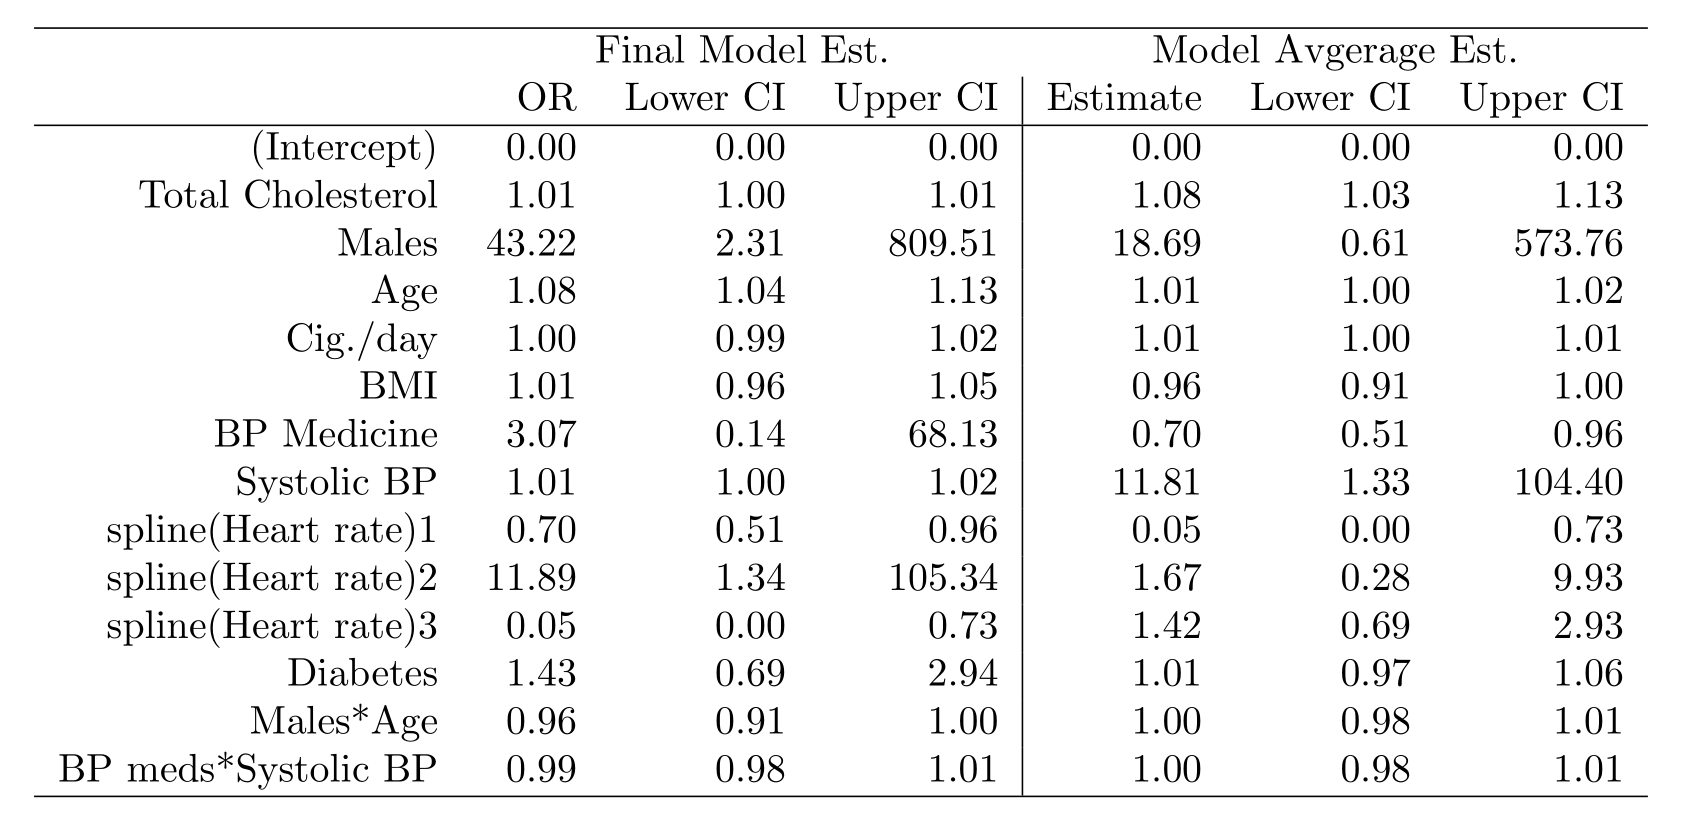 Final Model Est. Model Avgerage Est.
OR Lower CI Upper CI Estimate Lower CI Upper CI
(Intercept) 0.00 0.00 0.00 0.00 0.00 0.00
Total Cholesterol 1.01 1.00 1.01 1.08 1.03 1.13
Males 43.22 2.31 809.51 18.69 0.61 573.76
Age 1.08 1.04 1.13 1.01 1.00 1.02
Cig./day 1.00 0.99 1.02 1.01 1.00 1.01
BMI 1.01 0.96 1.05 0.96 0.91 1.00
BP Medicine 3.07 0.14 68.13 0.70 0.51 0.96
Systolic BP 1.01 1.00 1.02 11.81 1.33 104.40
spline(Heart rate)1 0.70 0.51 0.96 0.05 0.00 0.73
spline(Heart rate)2 11.89 1.34 105.34 1.67 0.28 9.93
spline(Heart rate)3 0.05 0.00 0.73 1.42 0.69 2.93
Diabetes 1.43 0.69 2.94 1.01 0.97 1.06
Males*Age 0.96 0.91 1.00 1.00 0.98 1.01
BP meds*Systolic BP 0.99 0.98 1.01 1.00 0.98 1.01